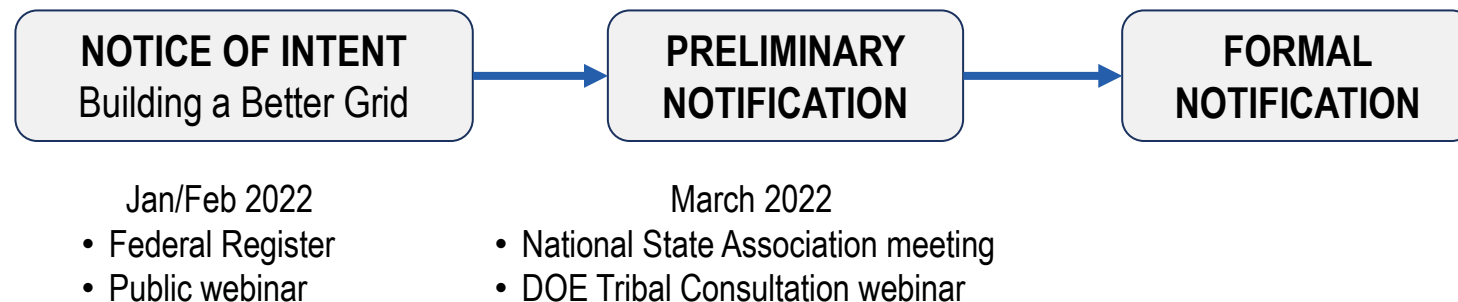 NOTICE OF INTENT
Building a Better Grid
PRELIMINARY
NOTIFICATION
FORMAL
NOTIFICATION
Jan/Feb 2022
• Federal Register
• Public webinar
March 2022
• National State Association meeting
• DOE Tribal Consultation webinar